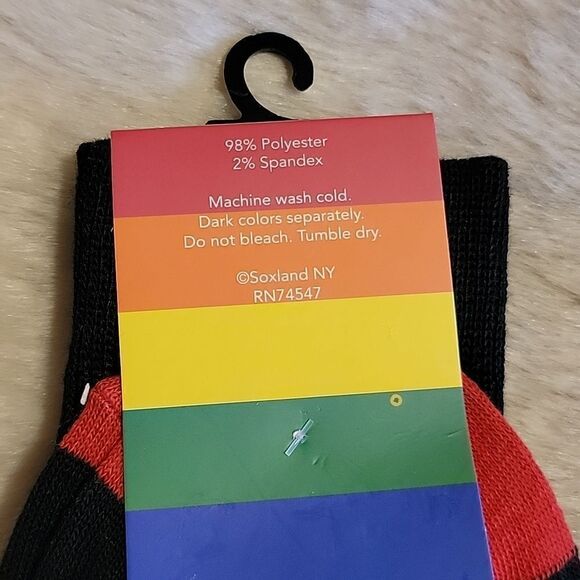 98% Polyester
2% Spandex
Machine wash cold.
Dark colors separately.
Do not bleach. Tumble dry.
©Soxland NY
RN74547